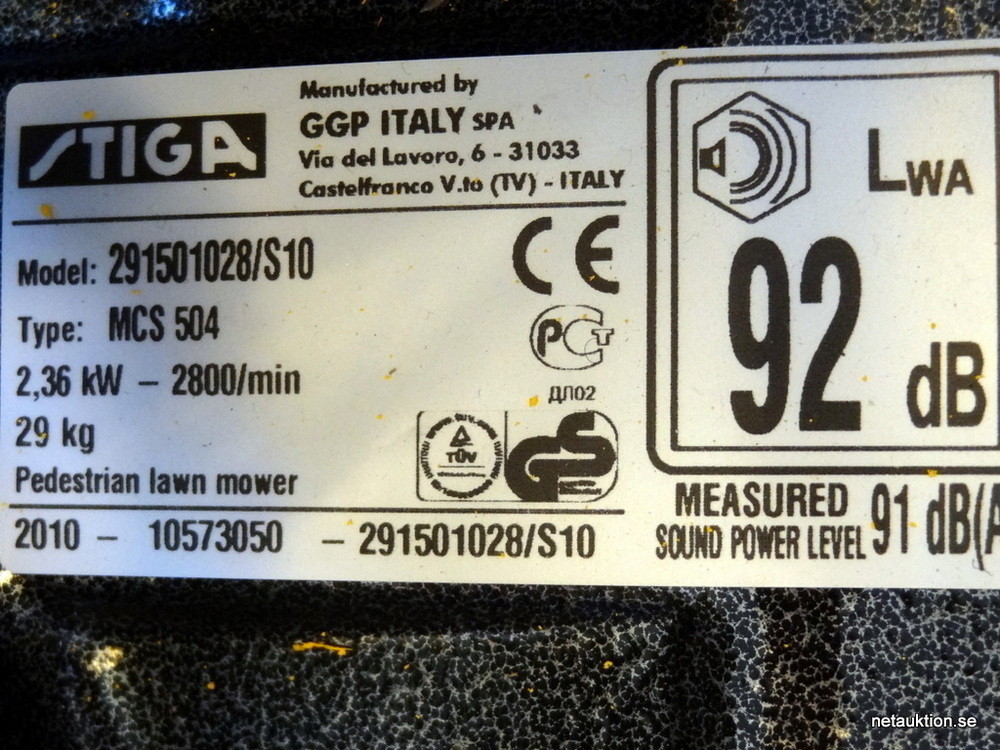 STIGA
Manufactured by
GGP ITALY SPA
Via del Lavoro, 6 - 31033
Castelfranco V.to (TV) - ITALY
Model: 291501028/S10
Type: MCS 504
2,36 kW – 2800/min
29 kg
Pedestrian lawn mower
2010 – 10573050 – 291501028/S10
CE
PCT
ДЛ02
TÜV
GS
LWA
92 dB
MEASURED
SOUND POWER LEVEL 91 dB(A
netauktion.se